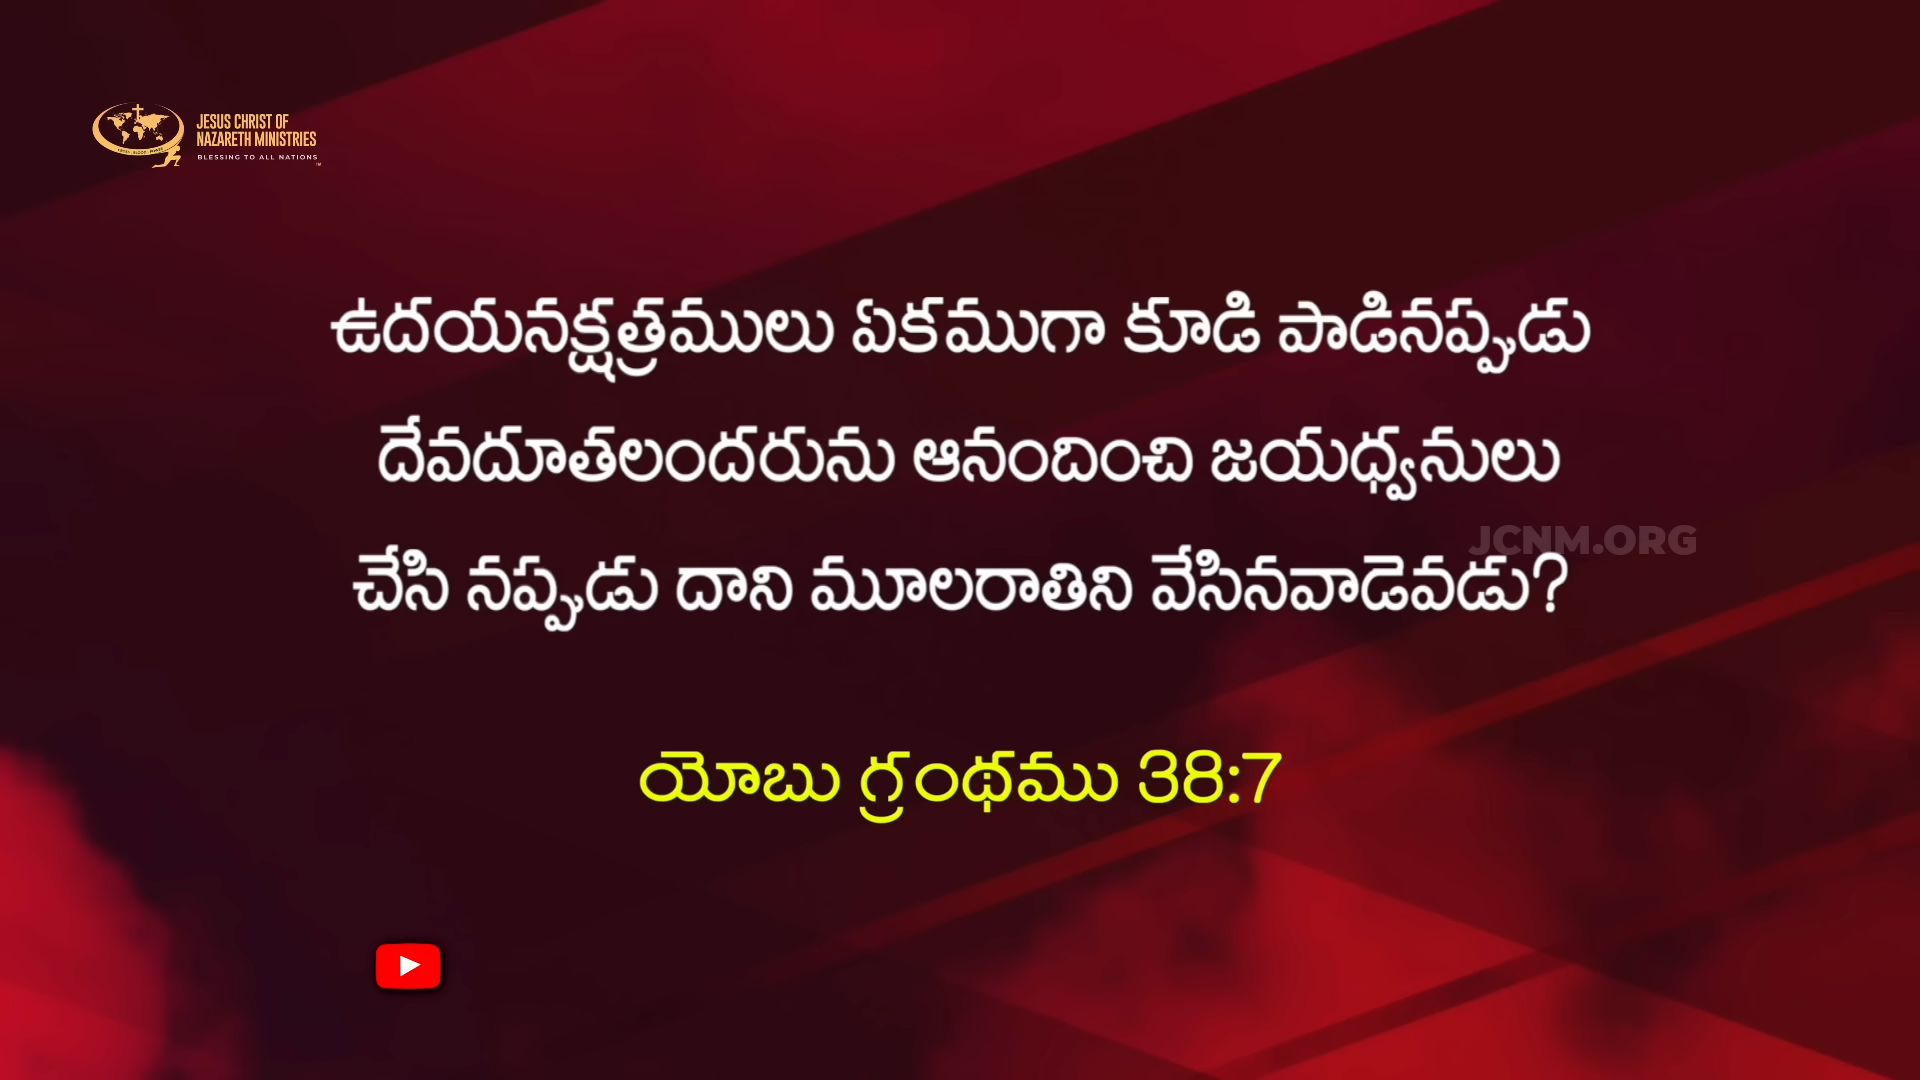 JESUS CHRIST OF
NAZARETH MINISTRIES
BLESSING TO ALL NATIONS
ఉదయనక్షత్రములు ఏకముగా కూడి పాడినప్పుడు
దేవదూతలందరును ఆనందించి జయధ్వనులు
JCNM.ORG
చేసి నప్పుడు దాని మూలరాతిని వేసినవాడెవడు?
యోబు గ్రంథము 38:7